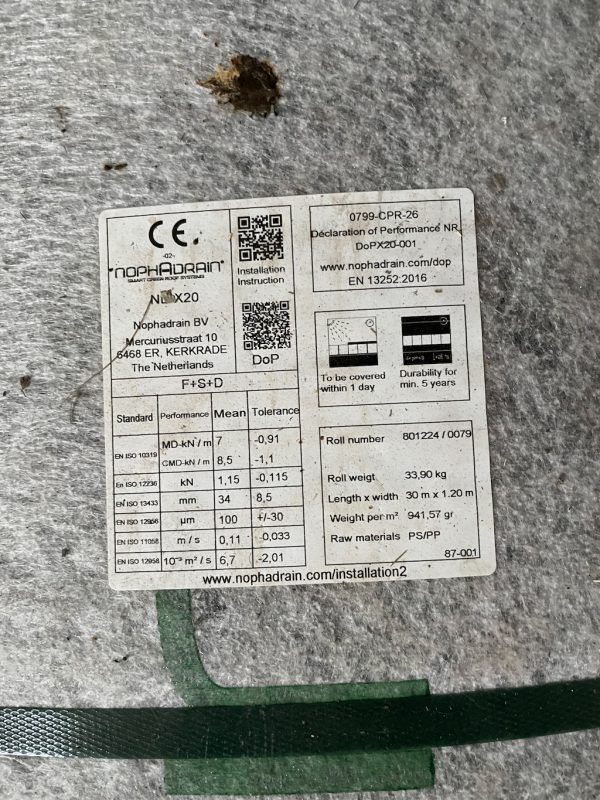 CE.
-02-
NOPHADRAIN
SMART GREEN ROOF SYSTEMS
Nophadrain BV
Mercuriusstraat 10
6468 ER, KERKRADE
The Netherlands
Installation
Instruction
DoP
F+S+D
Standard Performance Mean Tolerance
EN ISO 10319 MD-kN / m 7 -0,91
CMD-kN / m 8,5 -1,1
En ISO 12236 kN 1,15 -0,115
EN ISO 13433 mm 34 8,5
EN ISO 12956 µm 100 +/-30
EN ISO 11058 m / s 0,11 -0,033
EN ISO 12958 10⁻³ m² / s 6,7 -2,01
0799-CPR-26
Declaration of Performance NR.
DoPX20-001
www.nophadrain.com/dop
EN 13252:2016
To be covered
within 1 day
Durability for
min. 5 years
Roll number 801224 / 0079
Roll weigt 33,90 kg
Length x width 30 m x 1.20 m
Weight per m² 941,57 gr
Raw materials PS/PP
87-001
www.nophadrain.com/installation2